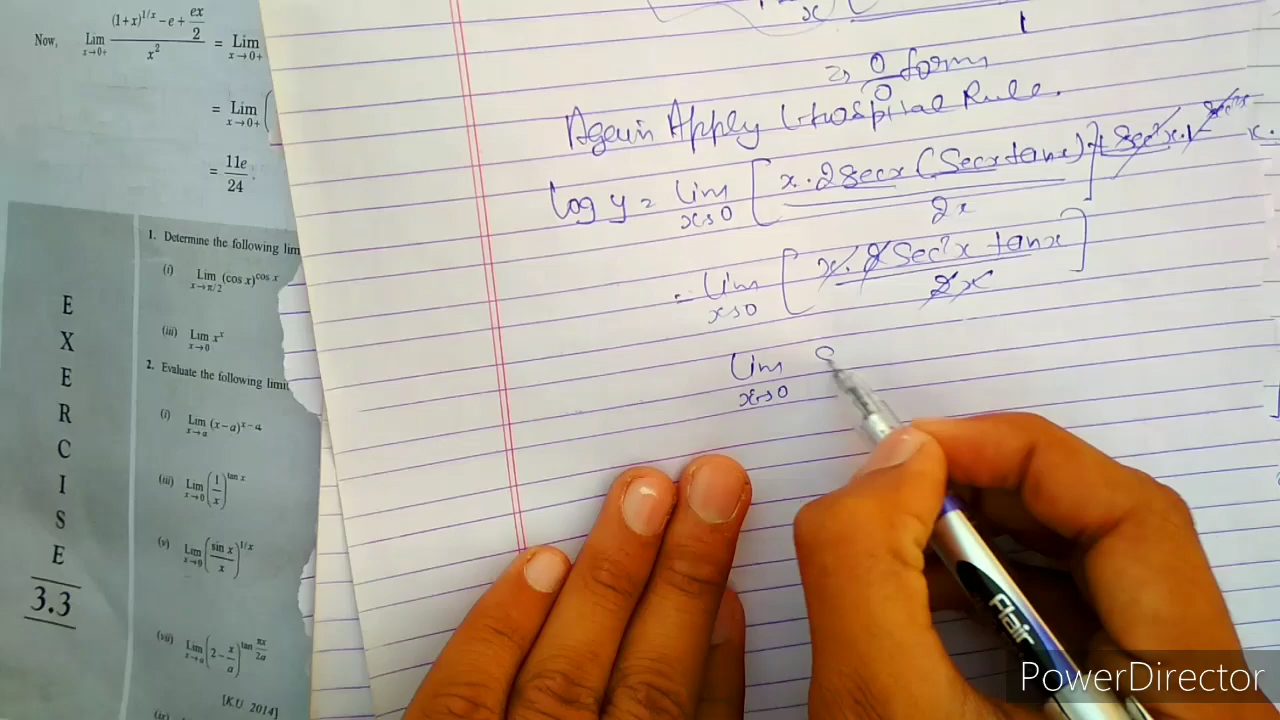 Now, Lim x→0+ ((1+x)^{1/x} – e + ex/2) / x² = Lim x→0+
= Lim x→0+ (
= 11e/24;
EXERCISE
3.3
1. Determine the following lim
(i) Lim x→π/2 (cos x)^{cos x}
(iii) Lim x→0 x^x
2. Evaluate the following limi
(i) Lim x→a (x – a)^{x – a}
(iii) Lim x→0 (1/x)^{tan x}
(v) Lim x→0 (sin x / x)^{1/x}
(vii) Lim x→a (2 – x/a)^{tan πx/2a}
[K.U 2014]
x
1
⇒ 0/0 form
Again Apply L-Hospital Rule.
log y = lim x→0 [x · 2 Secx (Secx tanx) / 2x]
= lim x→0 [x · 2 Sec²x tanx / 2x]
lim x→0
Flair
PowerDirector